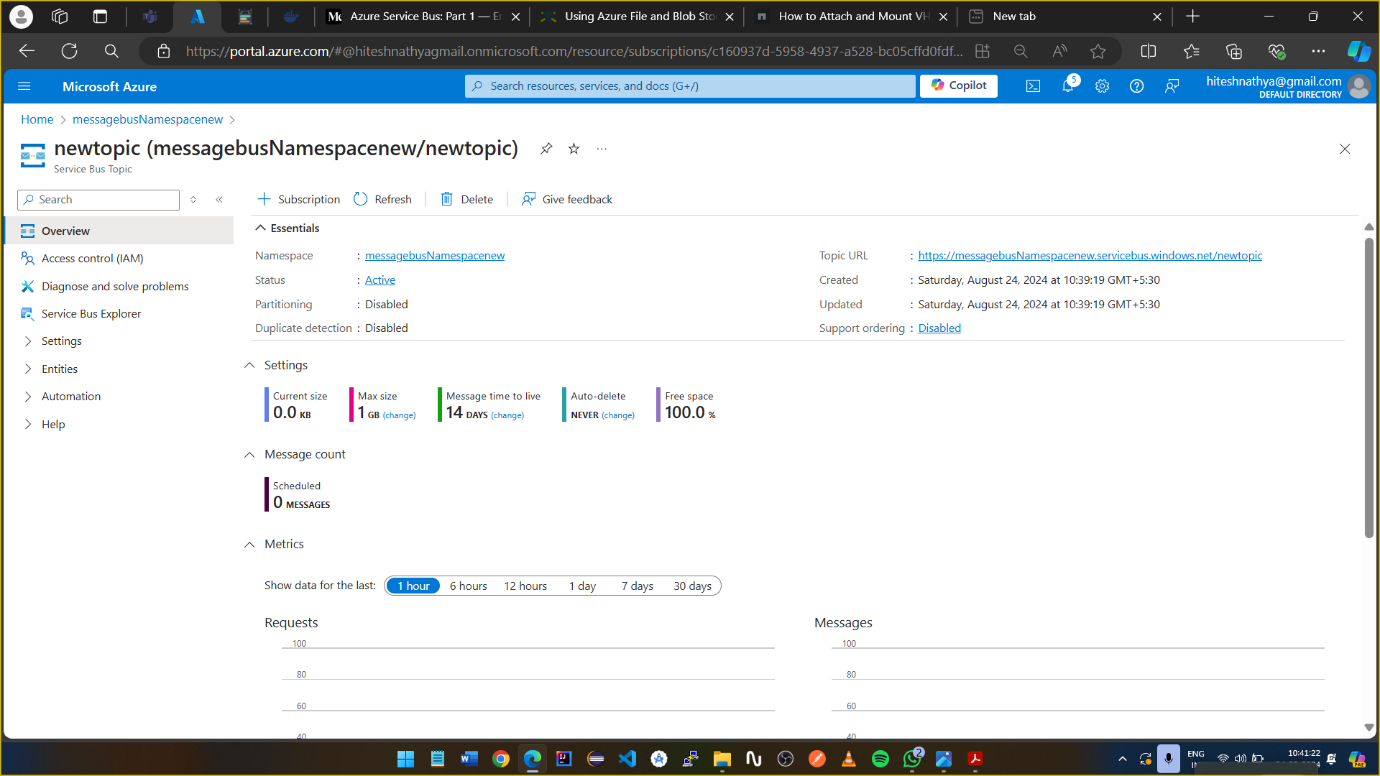 Azure Service Bus: Part 1 — En
Using Azure File and Blob Sto
How to Attach and Mount VH
New tab
https://portal.azure.com/#@hiteshnathyagmail.onmicrosoft.com/resource/subscriptions/c160937d-5958-4937-a528-bc05cffd0fdf...
Microsoft Azure
Search resources, services, and docs (G+/)
Copilot
5
hiteshnathya@gmail.com
DEFAULT DIRECTORY
Home > messagebusNamespacenew >
newtopic (messagebusNamespacenew/newtopic)
Service Bus Topic
Search
Subscription Refresh Delete Give feedback
Overview
Access control (IAM)
Diagnose and solve problems
Service Bus Explorer
Settings
Entities
Automation
Help
Essentials
Namespace : messagebusNamespacenew
Status : Active
Partitioning : Disabled
Duplicate detection : Disabled
Topic URL : https://messagebusNamespacenew.servicebus.windows.net/newtopic
Created : Saturday, August 24, 2024 at 10:39:19 GMT+5:30
Updated : Saturday, August 24, 2024 at 10:39:19 GMT+5:30
Support ordering : Disabled
Settings
Current size
0.0 KB
Max size
1 GB (change)
Message time to live
14 DAYS (change)
Auto-delete
NEVER (change)
Free space
100.0 %
Message count
Scheduled
0 MESSAGES
Metrics
Show data for the last: 1 hour 6 hours 12 hours 1 day 7 days 30 days
Requests
100
80
60
40
Messages
100
80
60
40
2
ENG
10:41:22